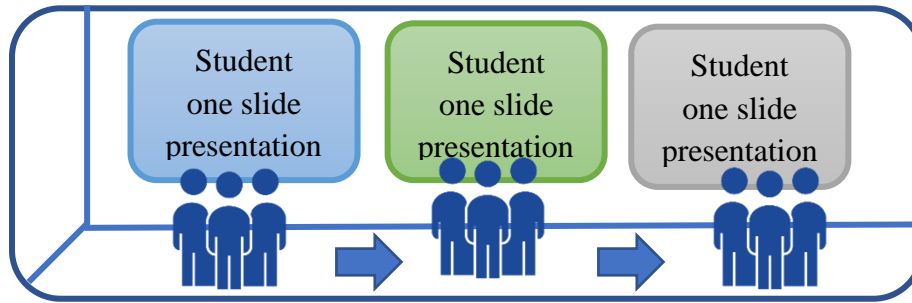 Student
one slide
presentation
Student
one slide
presentation
Student
one slide
presentation